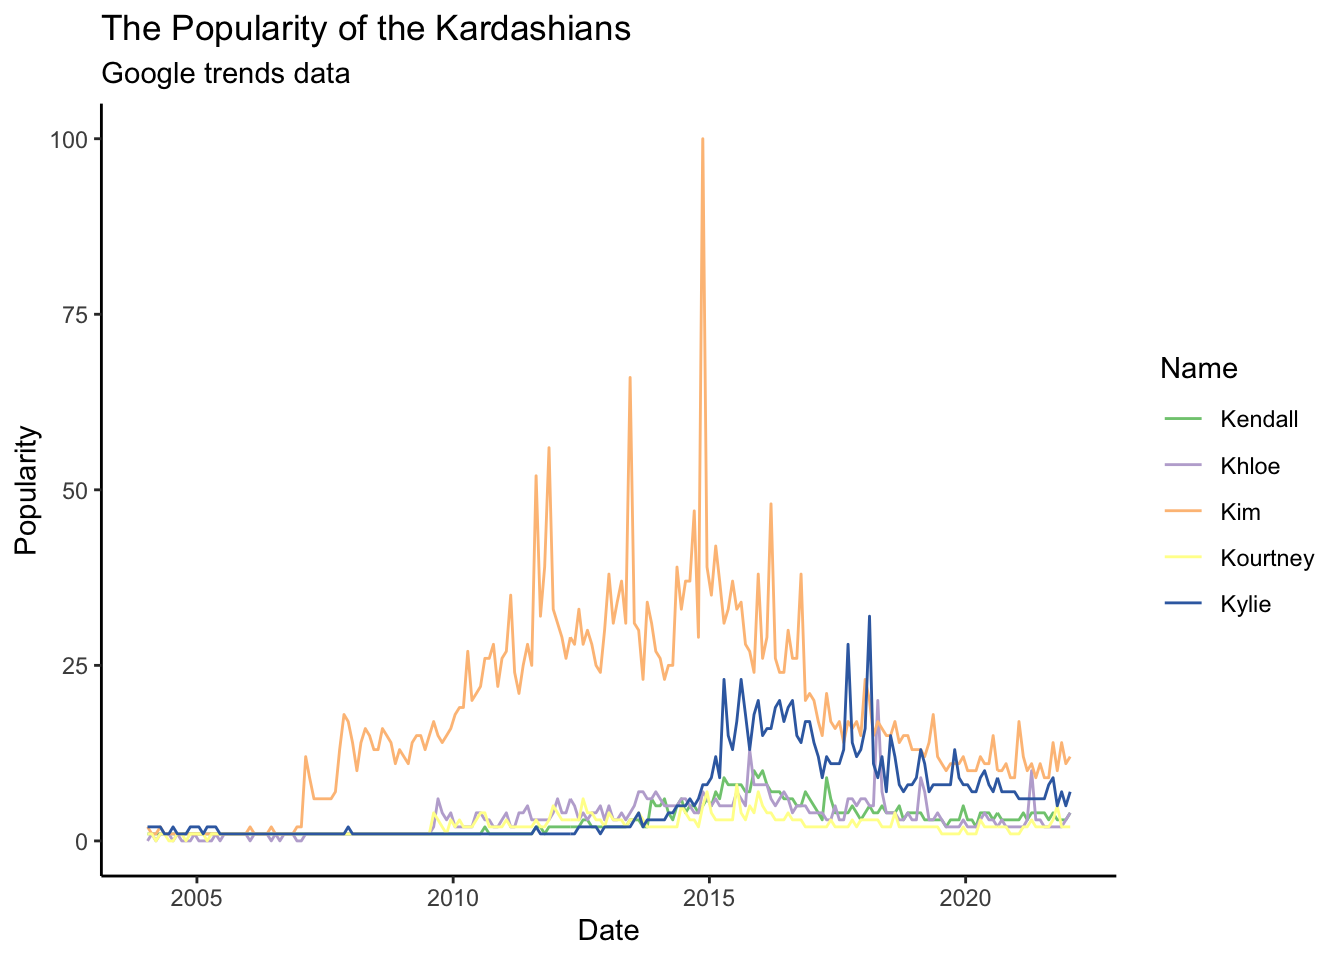 The Popularity of the Kardashians
Google trends data
100
75
50
25
0
Popularity
2005
2010
2015
2020
Date
Name
Kendall
Khloe
Kim
Kourtney
Kylie